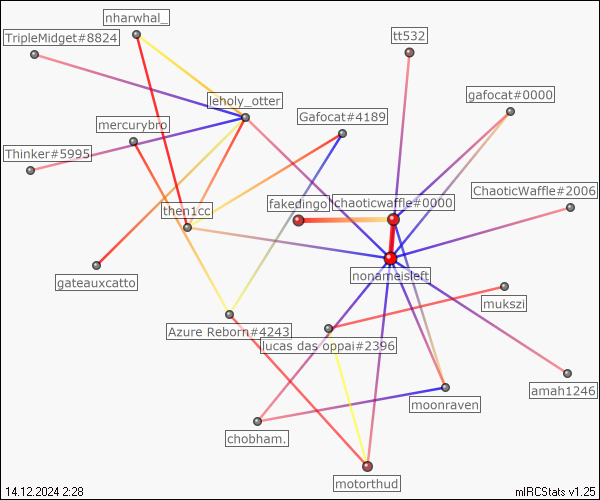 nharwhal_
TripleMidget#8824
tt532
gafocat#0000
leholy_otter
Gafocat#4189
mercurybro
Thinker#5995
ChaoticWaffle#2006
fakedingo
chaoticwaffle#0000
then1cc
nonameisleft
gateauxcatto
mukszi
Azure Reborn#4243
lucas das oppai#2396
amah1246
moonraven
chobham.
motorthud
14.12.2024 2:28
mIRCStats v1.25